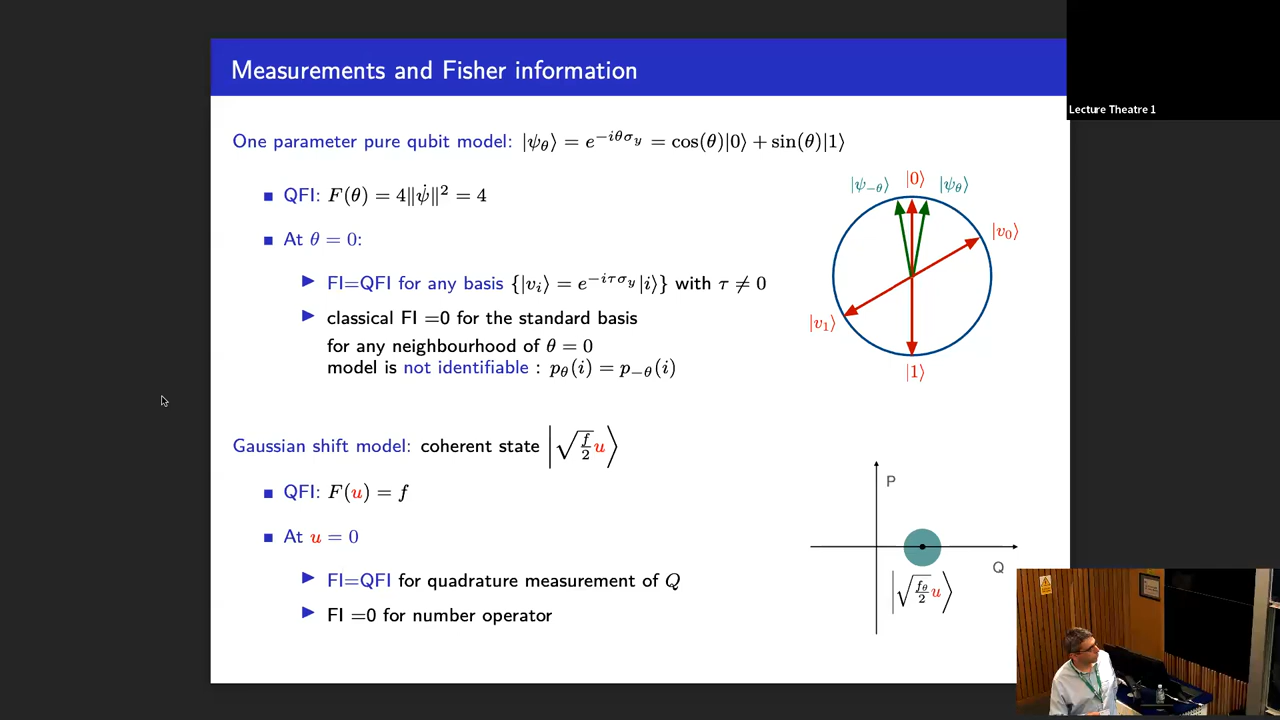 Measurements and Fisher information
Lecture Theatre 1
One parameter pure qubit model: |ψ_θ⟩ = e^{−iθσ_y} = cos(θ)|0⟩ + sin(θ)|1⟩
QFI: F(θ) = 4‖ψ̇‖² = 4
At θ = 0:
FI=QFI for any basis {|v_i⟩ = e^{−iτσ_y}|i⟩} with τ ≠ 0
classical FI =0 for the standard basis
for any neighbourhood of θ = 0
model is not identifiable : p_θ(i) = p_{−θ}(i)
|ψ_{−θ}⟩
|0⟩
|ψ_θ⟩
|v_0⟩
|v_1⟩
|1⟩
Gaussian shift model: coherent state |√(f/2) u⟩
QFI: F(u) = f
At u = 0
FI=QFI for quadrature measurement of Q
FI =0 for number operator
P
Q
|√(f_θ/2) u⟩